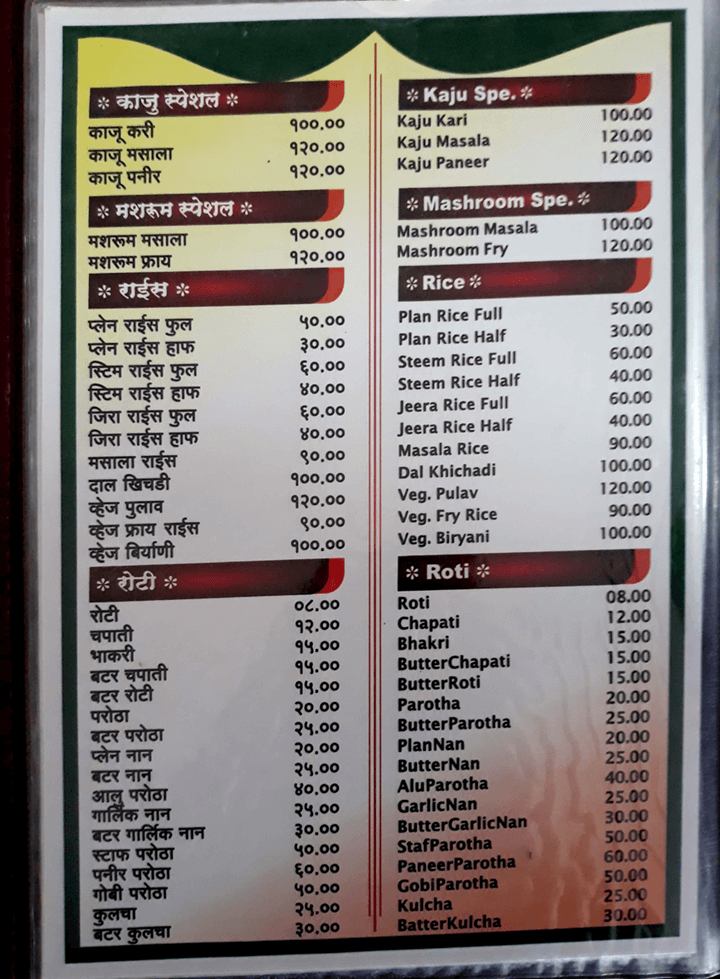 ❊ काजु स्पेशल ❊
काजू करी १००.००
काजू मसाला १२०.००
काजू पनीर १२०.००
❊ मशरूम स्पेशल ❊
मशरूम मसाला १००.००
मशरूम फ्राय १२०.००
❊ राईस ❊
प्लेन राईस फुल ५०.००
प्लेन राईस हाफ ३०.००
स्टिम राईस फुल ६०.००
स्टिम राईस हाफ ४०.००
जिरा राईस फुल ६०.००
जिरा राईस हाफ ४०.००
मसाला राईस ९०.००
दाल खिचडी १००.००
व्हेज पुलाव १२०.००
व्हेज फ्राय राईस ९०.००
व्हेज बिर्याणी १००.००
❊ रोटी ❊
रोटी ०८.००
चपाती १२.००
भाकरी १५.००
बटर चपाती १५.००
बटर रोटी १५.००
परोठा २०.००
बटर परोठा २५.००
प्लेन नान २०.००
बटर नान २५.००
आलु परोठा ४०.००
गार्लिक नान २५.००
बटर गार्लिक नान ३०.००
स्टाफ परोठा ५०.००
पनीर परोठा ६०.००
गोबी परोठा ५०.००
कुलचा २५.००
बटर कुलचा ३०.००
❊ Kaju Spe. ❊
Kaju Kari 100.00
Kaju Masala 120.00
Kaju Paneer 120.00
❊ Mashroom Spe. ❊
Mashroom Masala 100.00
Mashroom Fry 120.00
❊ Rice ❊
Plan Rice Full 50.00
Plan Rice Half 30.00
Steem Rice Full 60.00
Steem Rice Half 40.00
Jeera Rice Full 60.00
Jeera Rice Half 40.00
Masala Rice 90.00
Dal Khichadi 100.00
Veg. Pulav 120.00
Veg. Fry Rice 90.00
Veg. Biryani 100.00
❊ Roti ❊
Roti 08.00
Chapati 12.00
Bhakri 15.00
ButterChapati 15.00
ButterRoti 15.00
Parotha 20.00
ButterParotha 25.00
PlanNan 20.00
ButterNan 25.00
AluParotha 40.00
GarlicNan 25.00
ButterGarlicNan 30.00
StafParotha 50.00
PaneerParotha 60.00
GobiParotha 50.00
Kulcha 25.00
BatterKulcha 30.00